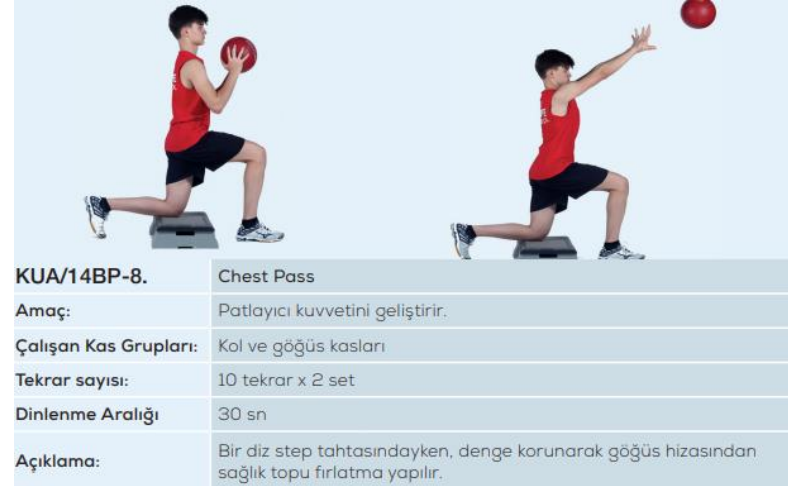 KUA/14BP-8. Chest Pass
Amaç: Patlayıcı kuvvetini geliştirir.
Çalışan Kas Grupları: Kol ve göğüs kasları
Tekrar sayısı: 10 tekrar x 2 set
Dinlenme Aralığı 30 sn
Açıklama: Bir diz step tahtasındayken, denge korunarak göğüs hizasından
sağlık topu fırlatma yapılır.